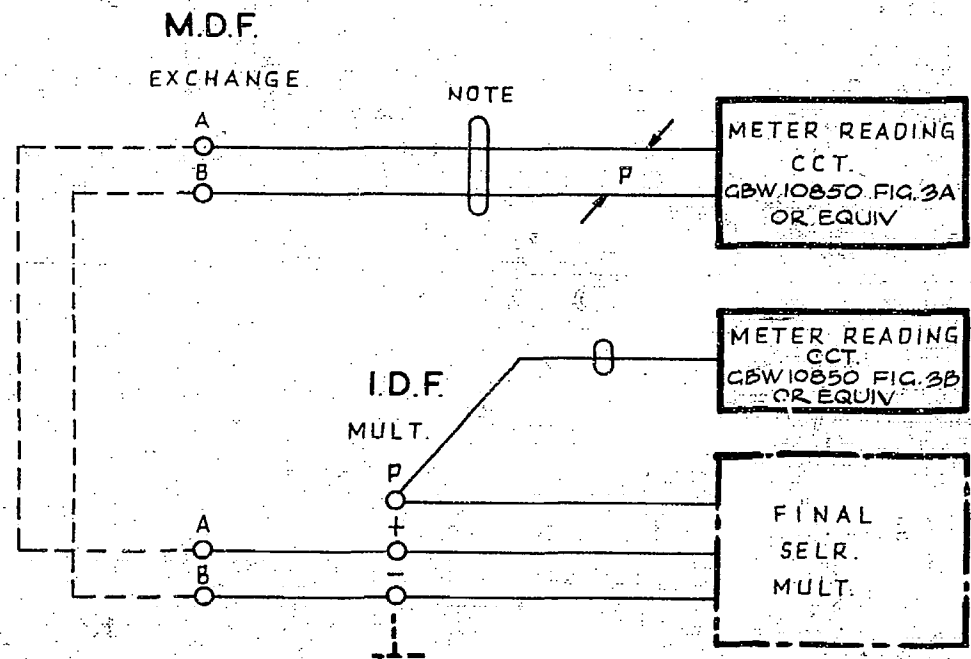 M.D.F.
EXCHANGE
NOTE
A
B
P
METER READING
CCT.
GBW 10850 FIG. 3A
OR EQUIV
METER READING
CCT.
GBW 10850 FIG. 3B
OR EQUIV
I.D.F.
MULT.
P
+
-
A
B
FINAL
SELR.
MULT.